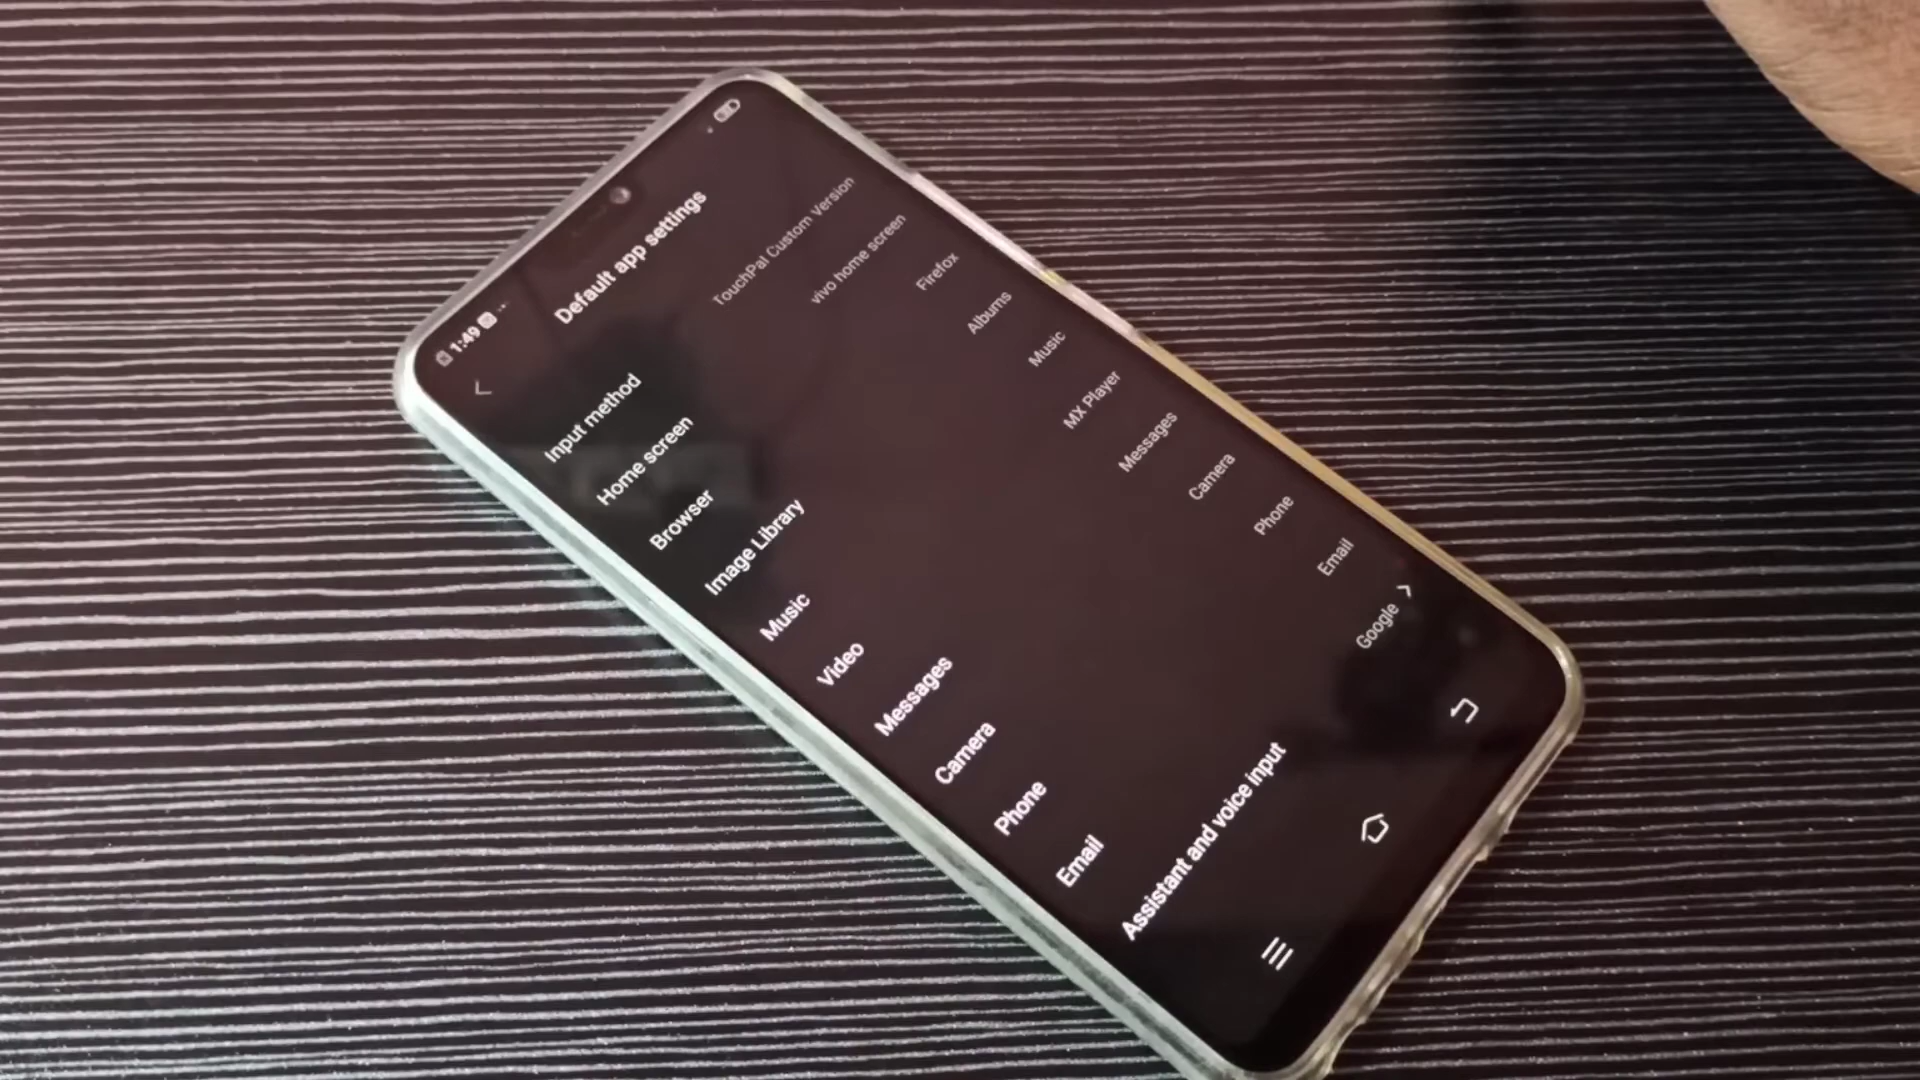 1:49
Default app settings
Input method TouchPal Custom Version
Home screen vivo home screen
Browser Firefox
Image Library Albums
Music Music
Video MX Player
Messages Messages
Camera Camera
Phone Phone
Email Email
Assistant and voice input Google